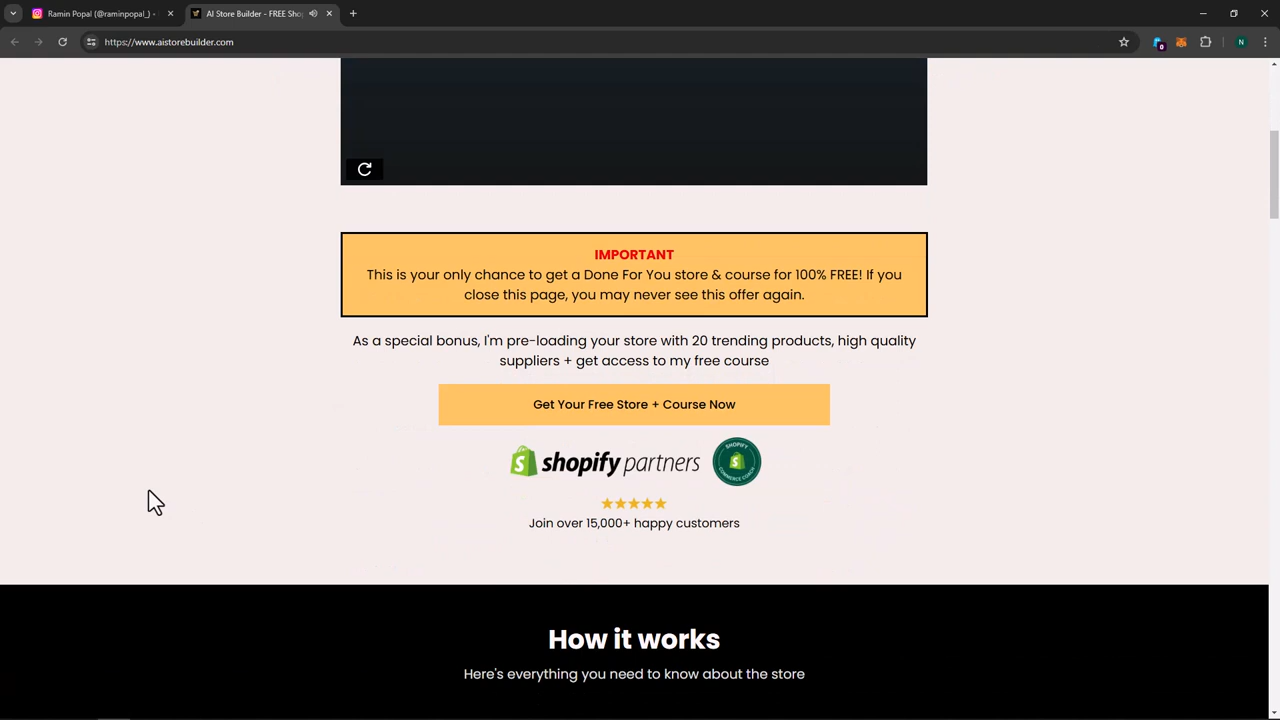 Ramin Popal (@raminpopal_) -
AI Store Builder - FREE Shop
https://www.aistorebuilder.com
N
0
IMPORTANT
This is your only chance to get a Done For You store & course for 100% FREE! If you
close this page, you may never see this offer again.
As a special bonus, I'm pre-loading your store with 20 trending products, high quality
suppliers + get access to my free course
Get Your Free Store + Course Now
shopify partners
SHOPIFY
COMMERCE COACH
Join over 15,000+ happy customers
How it works
Here's everything you need to know about the store